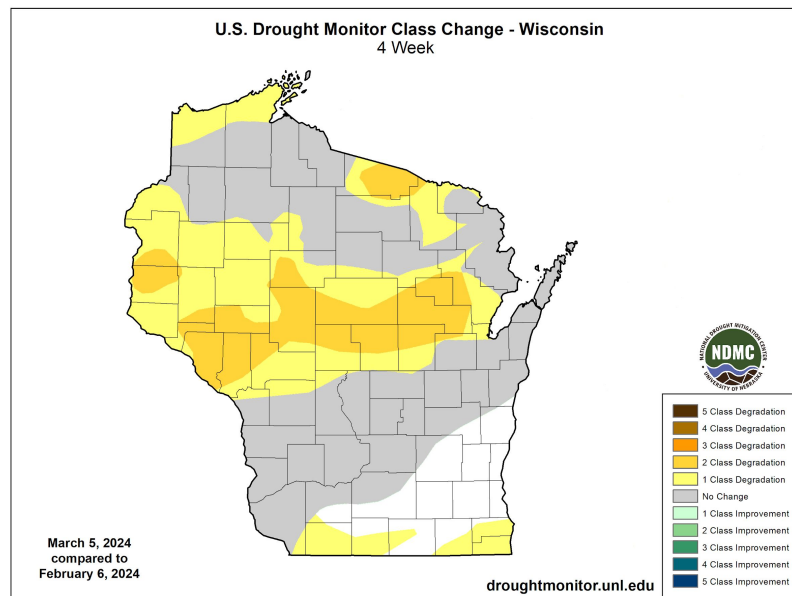 U.S. Drought Monitor Class Change - Wisconsin
4 Week
NATIONAL DROUGHT MITIGATION CENTER
NDMC
UNIVERSITY OF NEBRASKA
5 Class Degradation
4 Class Degradation
3 Class Degradation
2 Class Degradation
1 Class Degradation
No Change
1 Class Improvement
2 Class Improvement
3 Class Improvement
4 Class Improvement
5 Class Improvement
March 5, 2024
compared to
February 6, 2024
droughtmonitor.unl.edu